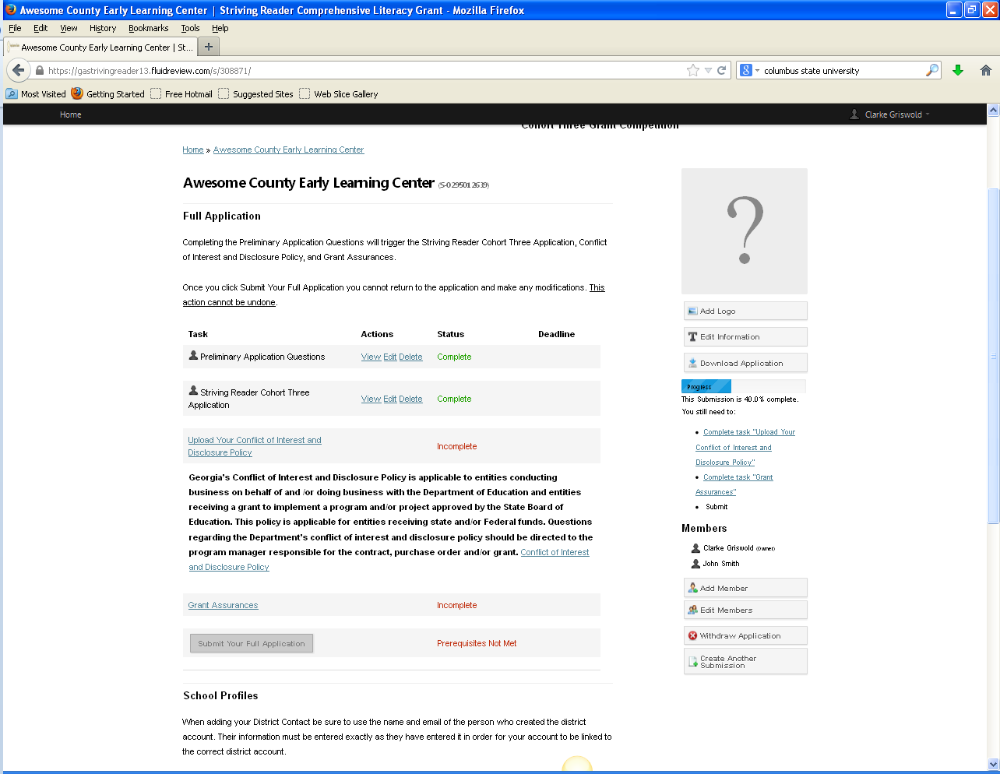 Awesome County Early Learning Center | Striving Reader Comprehensive Literacy Grant - Mozilla Firefox
File Edit View History Bookmarks Tools Help
Awesome County Early Learning Center | St...
https://gastrivingreader13.fluidreview.com/s/308871/
columbus state university
Most Visited Getting Started Free Hotmail Suggested Sites Web Slice Gallery
Home
Clarke Griswold
Cohort Three Grant Competition
Home » Awesome County Early Learning Center
Awesome County Early Learning Center (S-0295012639)
Full Application
Completing the Preliminary Application Questions will trigger the Striving Reader Cohort Three Application, Conflict
of Interest and Disclosure Policy, and Grant Assurances.
Once you click Submit Your Full Application you cannot return to the application and make any modifications. This
action cannot be undone.
Task Actions Status Deadline
Preliminary Application Questions View Edit Delete Complete
Striving Reader Cohort Three
Application
View Edit Delete Complete
Upload Your Conflict of Interest and
Disclosure Policy
Incomplete
Georgia's Conflict of Interest and Disclosure Policy is applicable to entities conducting
business on behalf of and /or doing business with the Department of Education and entities
receiving a grant to implement a program and/or project approved by the State Board of
Education. This policy is applicable for entities receiving state and/or Federal funds. Questions
regarding the Department's conflict of interest and disclosure policy should be directed to the
program manager responsible for the contract, purchase order and/or grant. Conflict of Interest
and Disclosure Policy
Grant Assurances Incomplete
Submit Your Full Application Prerequisites Not Met
School Profiles
When adding your District Contact be sure to use the name and email of the person who created the district
account. Their information must be entered exactly as they have entered it in order for your account to be linked to
the correct district account.
?
Add Logo
Edit Information
Download Application
Progress
This Submission is 40.0% complete.
You still need to:
Complete task "Upload Your
Conflict of Interest and
Disclosure Policy"
Complete task "Grant
Assurances"
Submit
Members
Clarke Griswold (Owner)
John Smith
Add Member
Edit Members
Withdraw Application
Create Another
Submission